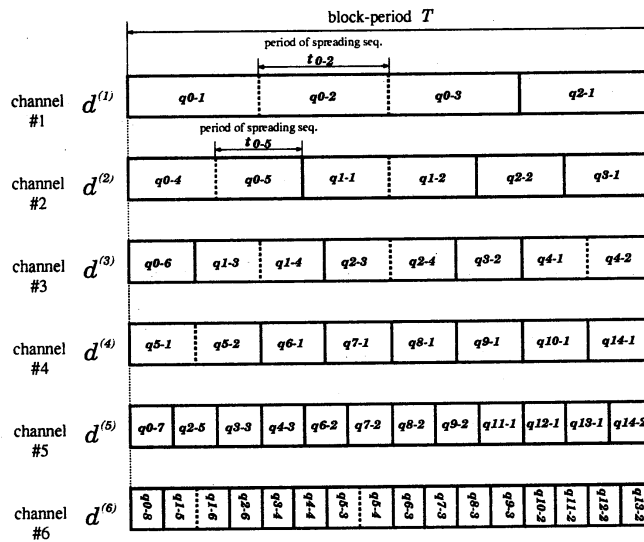 block-period T
period of spreading seq.
t 0-2
channel #1 d(1) q0-1 q0-2 q0-3 q2-1
period of spreading seq.
t 0-5
channel #2 d(2) q0-4 q0-5 q1-1 q1-2 q2-2 q3-1
channel #3 d(3) q0-6 q1-3 q1-4 q2-3 q2-4 q3-2 q4-1 q4-2
channel #4 d(4) q5-1 q5-2 q6-1 q7-1 q8-1 q9-1 q10-1 q14-1
channel #5 d(5) q0-7 q2-5 q3-3 q4-3 q6-2 q7-2 q8-2 q9-2 q11-1 q12-1 q13-1 q14-2
channel #6 d(6) q0-8 q1-5 q1-6 q2-6 q3-4 q4-4 q5-3 q5-4 q6-3 q7-3 q8-3 q9-3 q10-2 q11-2 q12-2 q13-2